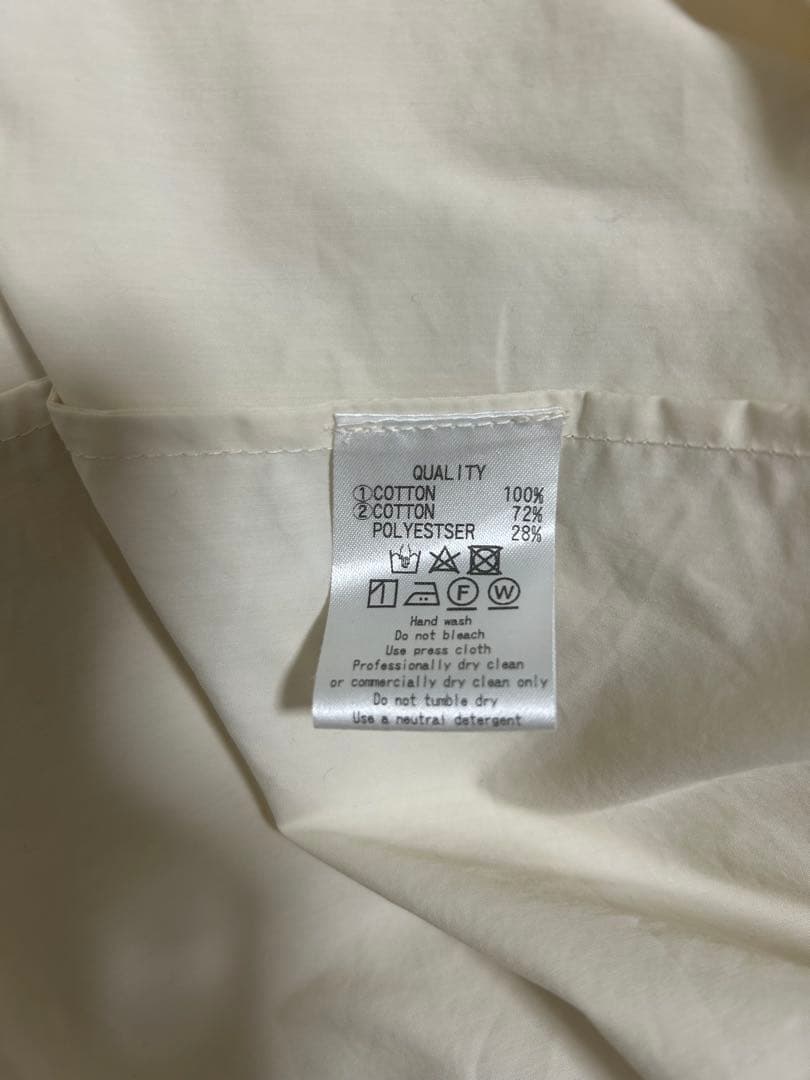 QUALITY
①COTTON 100%
②COTTON 72%
POLYESTSER 28%
F W
Hand wash
Do not bleach
Use press cloth
Professionally dry clean
or commercially dry clean only
Do not tumble dry
Use a neutral detergent